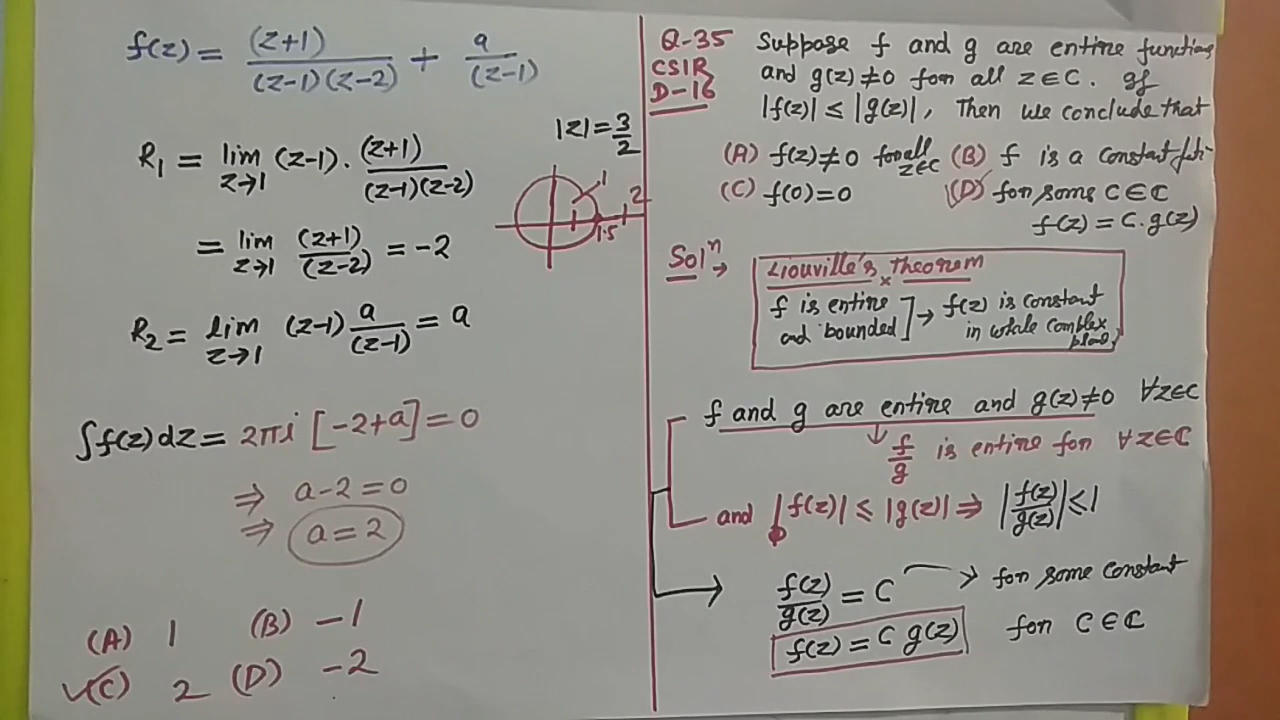 f(z) = (z+1)/((z-1)(z-2)) + a/(z-1)
R₁ = lim z→1 (z-1) . (z+1)/((z-1)(z-2))
= lim z→1 (z+1)/(z-2) = -2
|z| = 3/2
1
2
1.5
R₂ = lim z→1 (z-1) a/(z-1) = a
∫f(z)dz = 2πi [-2+a] = 0
⇒ a-2=0
⇒ a=2
(A) 1 (B) -1
✓(C) 2 (D) -2
Q-35 Suppose f and g are entire functions
CSIR and g(z)≠0 for all z∈C. If
D-16 |f(z)| ≤ |g(z)|, Then we conclude that
(A) f(z)≠0 for all z∈C (B) f is a constant fctn
(C) f(0)=0 (D) for some c∈ℂ
f(z) = c.g(z)
Solⁿ → Liouville's Theorem
f is entire and bounded] → f(z) is constant
in whole complex
plane
f and g are entire and g(z)≠0 ∀z∈C
↓ f/g is entire for ∀z∈C
and |f(z)| ≤ |g(z)| ⇒ |f(z)/g(z)| ≤ 1
→ f(z)/g(z) = C → for some constant
f(z) = C g(z) for C∈ℂ